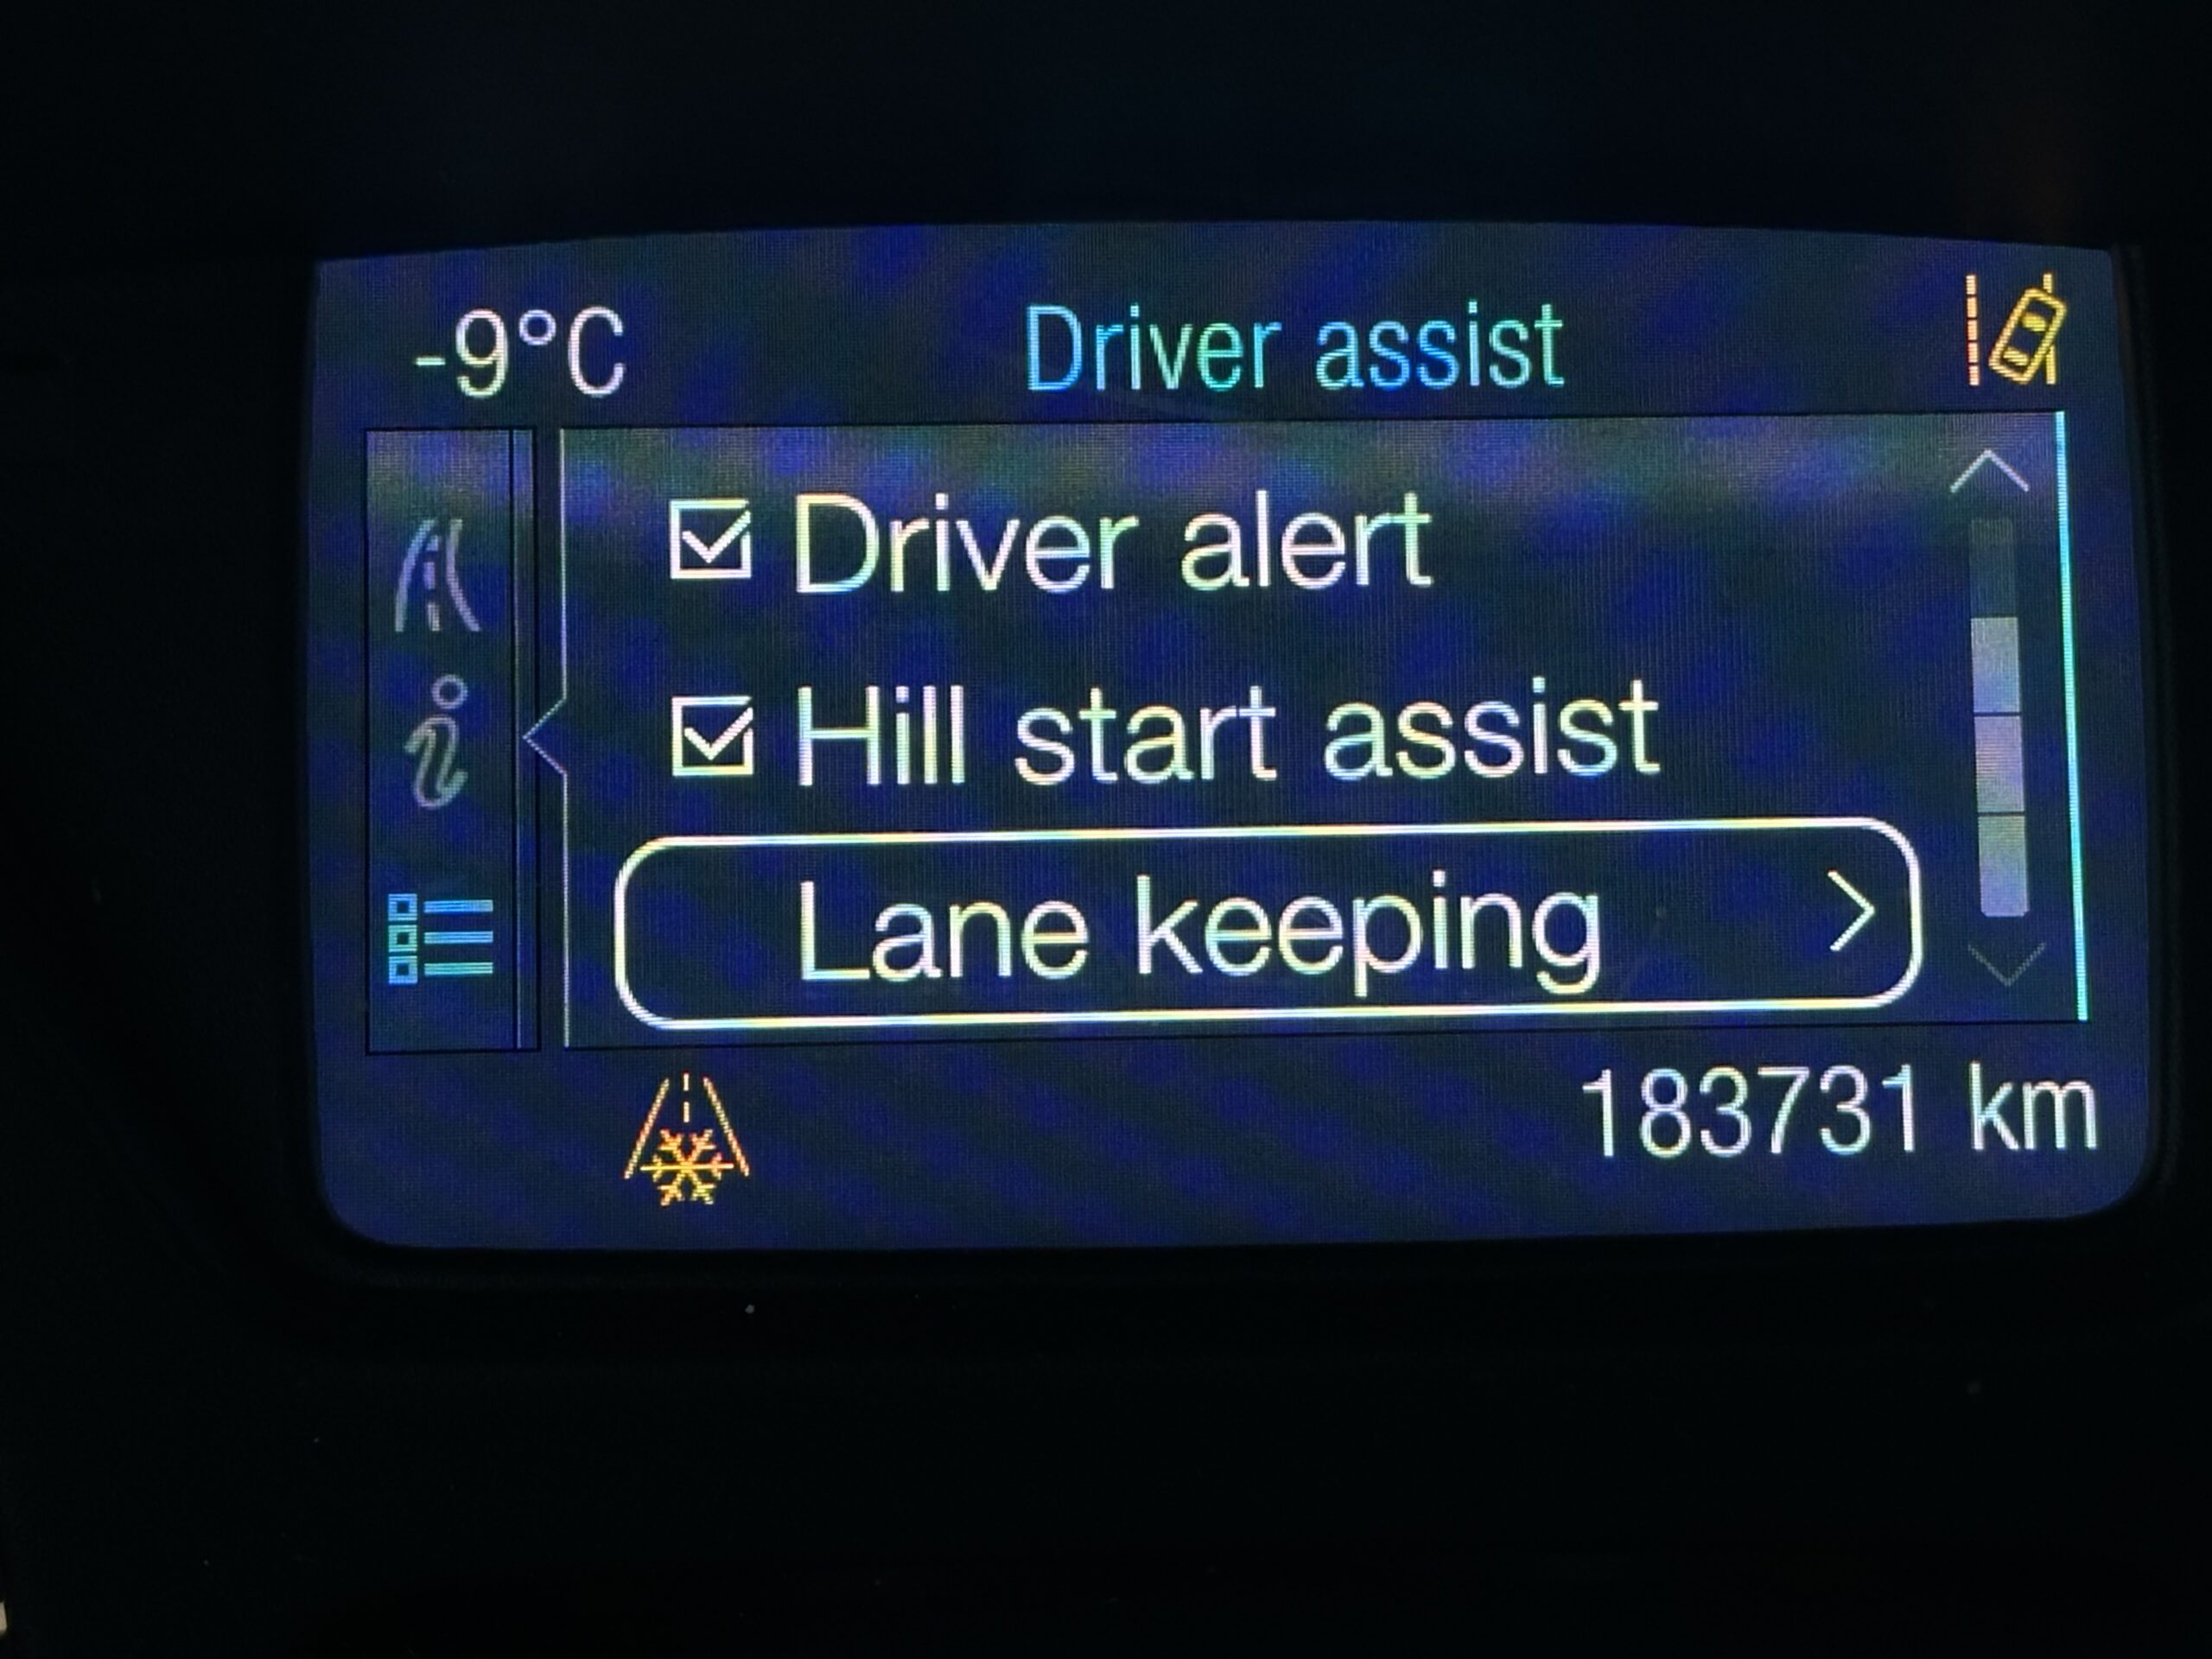 -9°C
Driver assist
Driver alert
Hill start assist
Lane keeping
183731 km